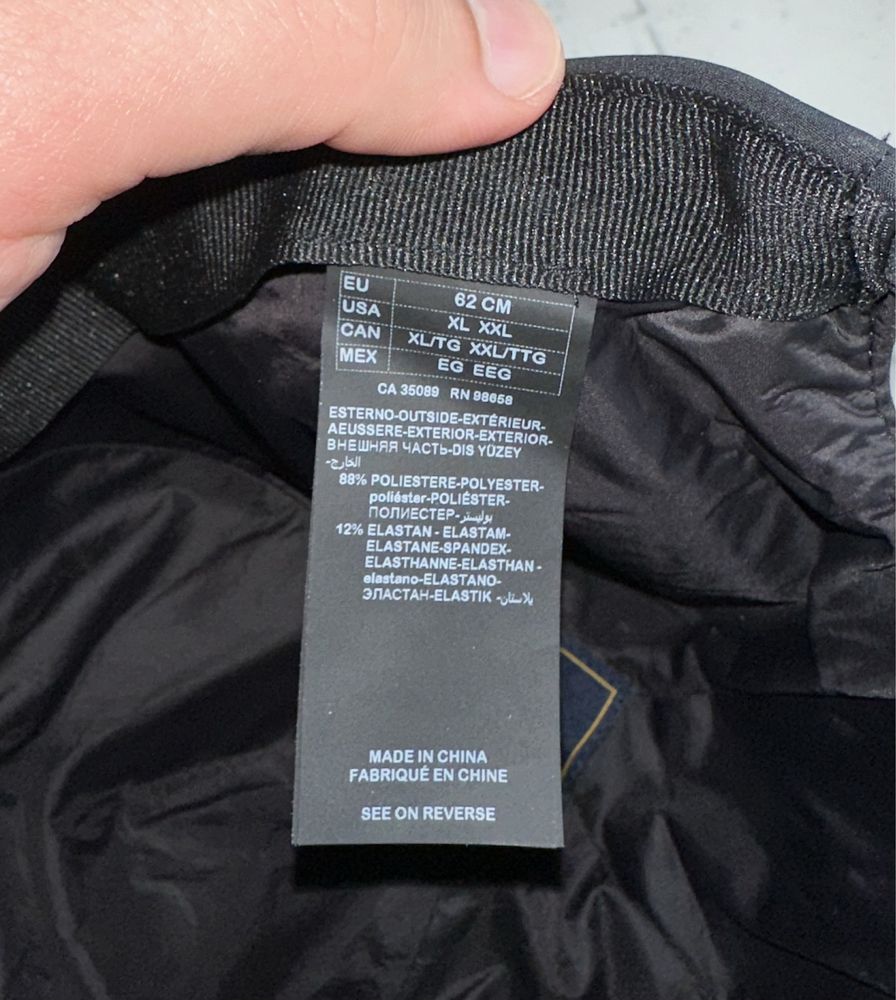 EU 62 CM
USA XL XXL
CAN XL/TG XXL/TTG
MEX EG EEG
CA 35089 RN 98658
ESTERNO-OUTSIDE-EXTÉRIEUR-
AEUSSERE-EXTERIOR-EXTERIOR-
ВНЕШНЯЯ ЧАСТЬ-DIS YÜZEY
-الخارج
88% POLIESTERE-POLYESTER-
poliéster-POLIÉSTER-
ПОЛИЕСТЕР-بوليستر
12% ELASTAN - ELASTAM-
ELASTANE-SPANDEX-
ELASTHANNE-ELASTHAN -
elastano-ELASTANO-
ЭЛАСТАН-ELASTIK -يلاستان
MADE IN CHINA
FABRIQUÉ EN CHINE
SEE ON REVERSE